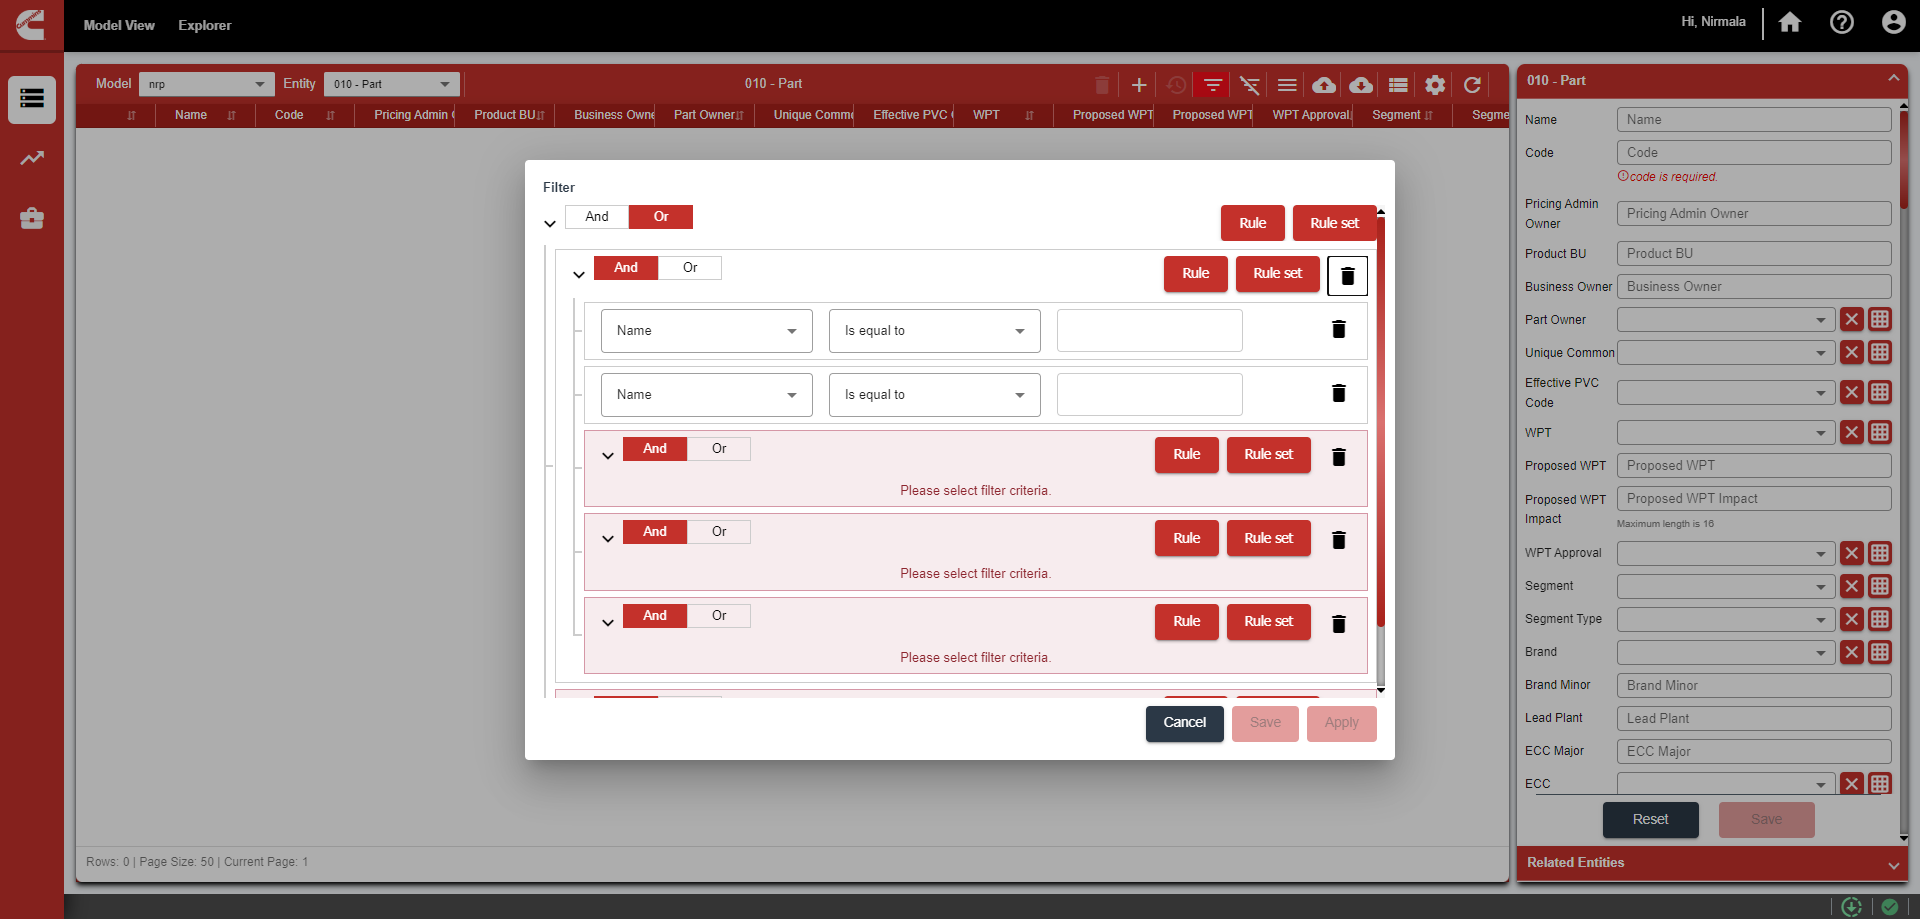 Model View
Explorer
Hi, Nirmala
Model
nrp
Entity
010 - Part
010 - Part
Name
Code
Pricing Admin
Product BU
Business Owne
Part Owner
Unique Commo
Effective PVC
WPT
Proposed WPT
Proposed WPT
WPT Approval
Segment
Segme
Filter
And
Or
Rule
Rule set
And
Or
Rule
Rule set
Name
Is equal to
Name
Is equal to
And
Or
Rule
Rule set
Please select filter criteria.
And
Or
Rule
Rule set
Please select filter criteria.
And
Or
Rule
Rule set
Please select filter criteria.
Cancel
Save
Apply
Rows: 0 | Page Size: 50 | Current Page: 1
010 - Part
Name
Name
Code
Code
code is required.
Pricing Admin
Owner
Pricing Admin Owner
Product BU
Product BU
Business Owner
Business Owner
Part Owner
Unique Common
Effective PVC
Code
WPT
Proposed WPT
Proposed WPT
Proposed WPT
Impact
Proposed WPT Impact
Maximum length is 16
WPT Approval
Segment
Segment Type
Brand
Brand Minor
Brand Minor
Lead Plant
Lead Plant
ECC Major
ECC Major
ECC
Reset
Save
Related Entities